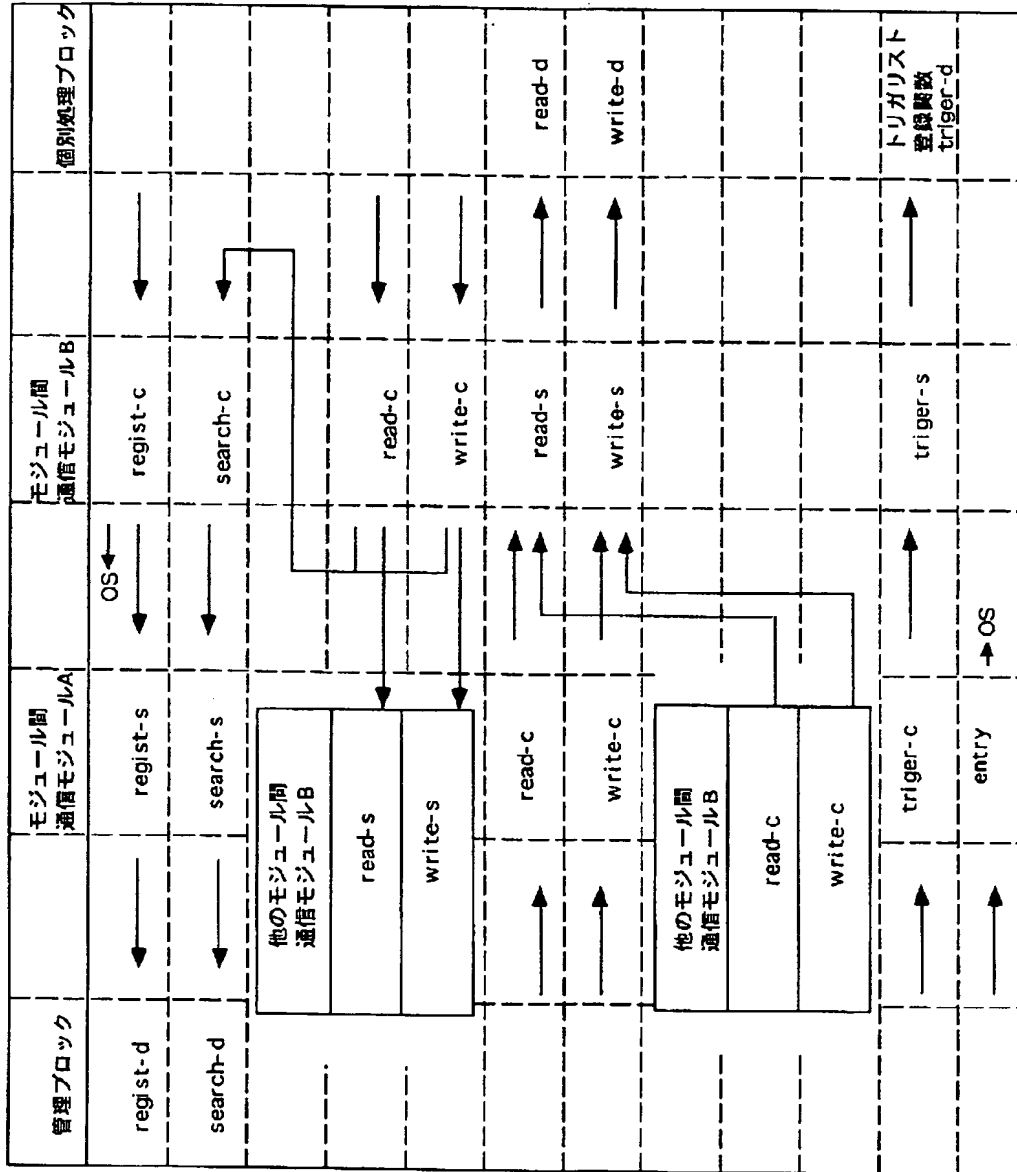 管理ブロック
モジュール間
通信モジュールA
モジュール間
通信モジュールB
個別処理ブロック
regist-d
regist-s
OS
regist-c
search-d
search-s
search-c
他のモジュール間
通信モジュールB
read-s
read-c
write-s
write-c
read-c
read-s
read-d
write-c
write-s
write-d
他のモジュール間
通信モジュールB
read-c
write-c
triger-c
triger-s
トリガリスト
登録関数
triger-d
entry
OS